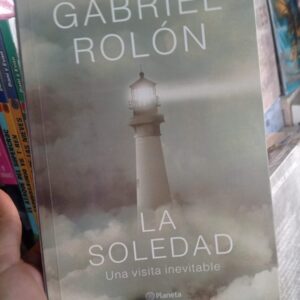 GABRIEL
ROLÓN
LA
SOLEDAD
Una visita inevitable
Planeta